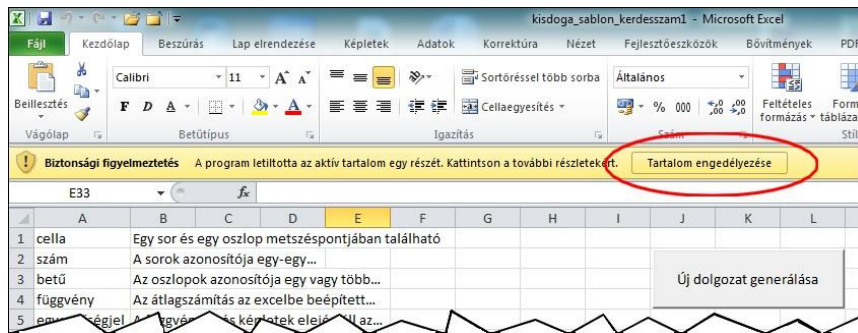 kisdoga_sablon_kerdesszam1 - Microsoft Excel
Fájl Kezdőlap Beszúrás Lap elrendezése Képletek Adatok Korrektúra Nézet Fejlesztőeszközök Bővítmények PDF
Calibri 11 A A Sortöréssel több sorba Általános
Beillesztés F D A A Cellaegyesítés % 000 Feltételes formázás
Vágólap Betűtípus Igazítás Szám
Biztonsági figyelmeztetés A program letiltotta az aktív tartalom egy részét. Kattintson a további részletekért. Tartalom engedélyezése
E33 fx
A B C D E F G H I J K L
1 cella Egy sor és egy oszlop metszéspontjában található
2 szám A sorok azonosítója egy-egy...
3 betű Az oszlopok azonosítója egy vagy több...
4 függvény Az átlagszámítás az excelbe beépített...
5 az...
Új dolgozat generálása